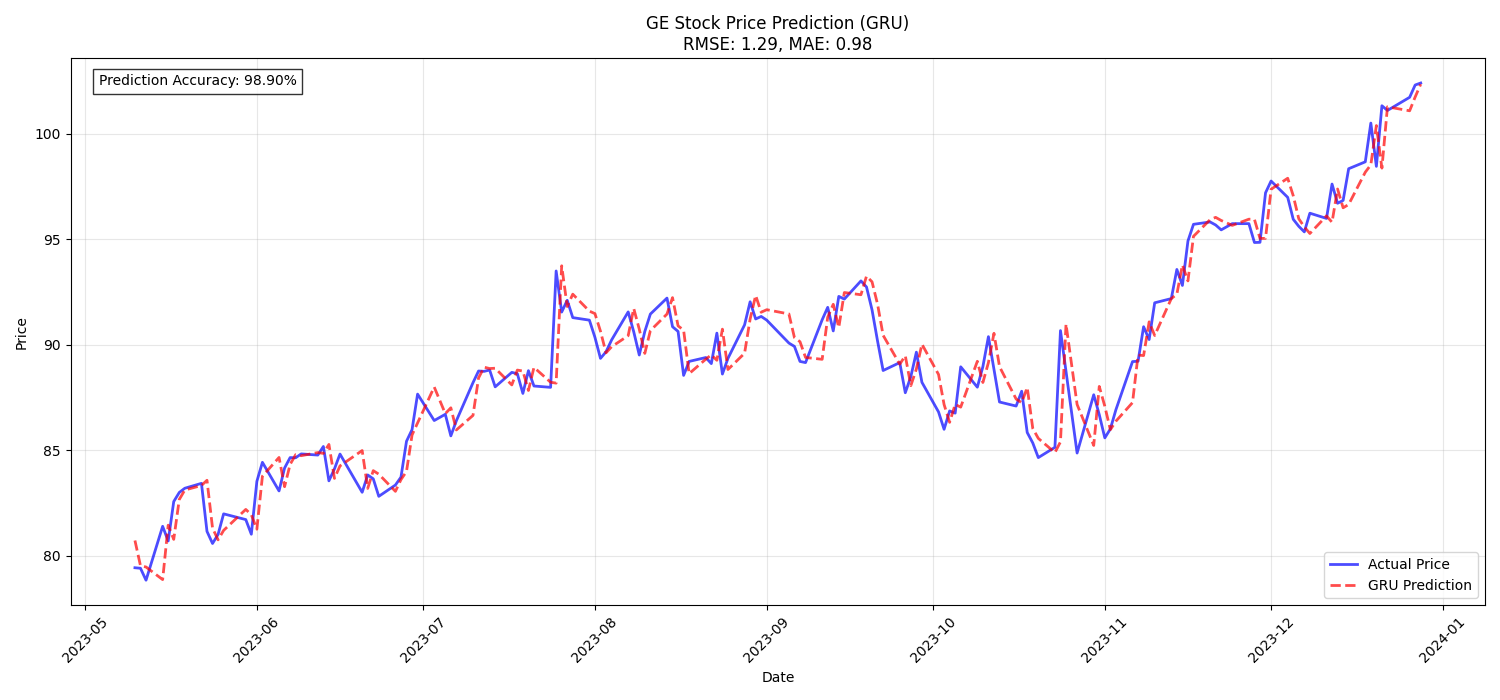 GE Stock Price Prediction (GRU)
RMSE: 1.29, MAE: 0.98
Prediction Accuracy: 98.90%
Price
100
95
90
85
80
Actual Price
GRU Prediction
2023-05
2023-06
2023-07
2023-08
2023-09
2023-10
2023-11
2023-12
2024-01
Date